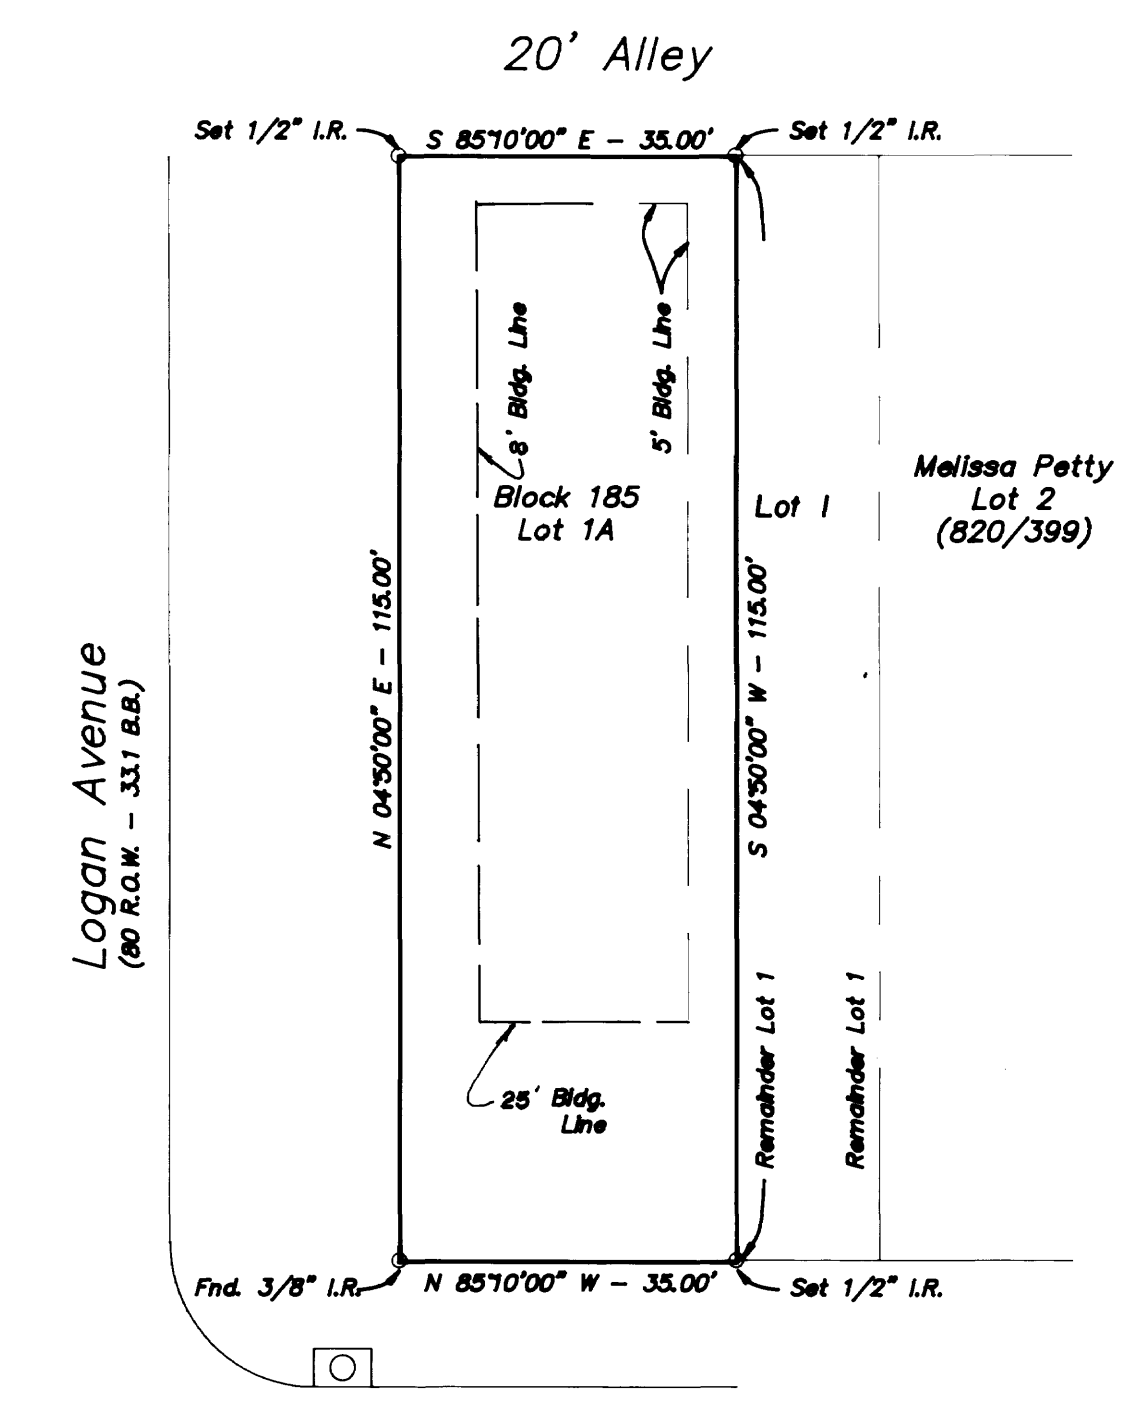 20' Alley
Set 1/2" I.R.
S 85°10'00" E - 35.00'
Set 1/2" I.R.
8' Bldg. Line
5' Bldg. Line
Block 185
Lot 1A
Lot 1
Melissa Petty
Lot 2
(820/399)
N 04°50'00" E - 115.00'
S 04°50'00" W - 115.00'
Logan Avenue
(80 R.O.W. - 33.1 B.B.)
Remainder Lot 1
Remainder Lot 1
25' Bldg.
Line
Fnd. 3/8" I.R.
N 85°10'00" W - 35.00'
Set 1/2" I.R.